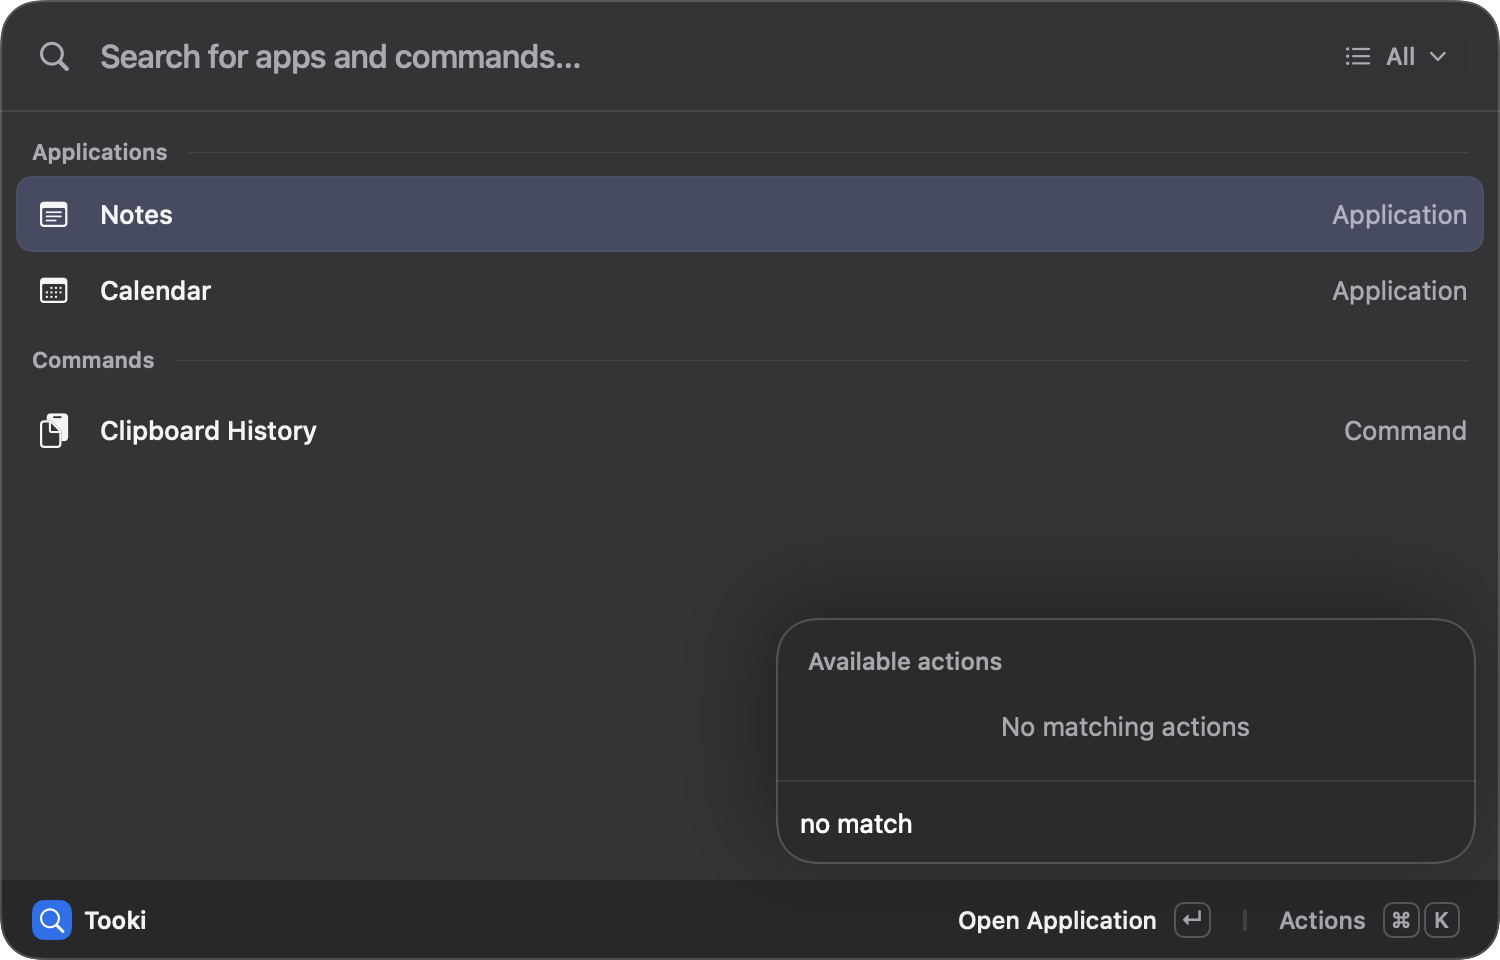 Search for apps and commands...
All
Applications
Notes
Application
Calendar
Application
Commands
Clipboard History
Command
Available actions
No matching actions
no match
Tooki
Open Application ↵ | Actions ⌘ K